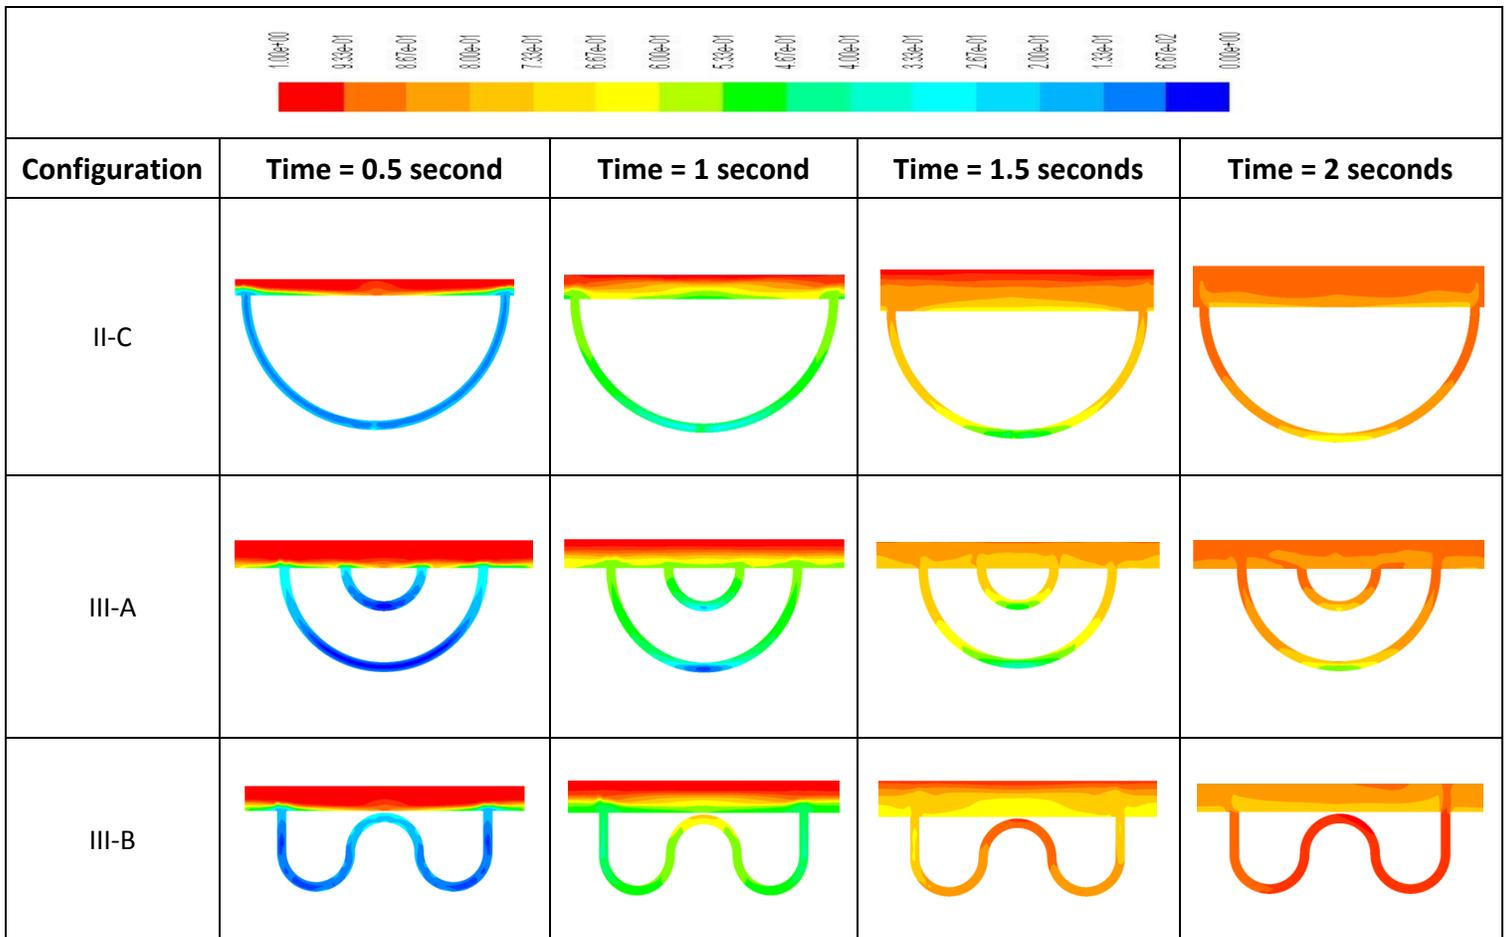 1.00e+00 9.33e-01 8.67e-01 8.00e-01 7.33e-01 6.67e-01 6.00e-01 5.33e-01 4.67e-01 4.00e-01 3.33e-01 2.67e-01 2.00e-01 1.33e-01 6.67e-02 0.00e+00
Configuration Time = 0.5 second Time = 1 second Time = 1.5 seconds Time = 2 seconds
II-C
III-A
III-B